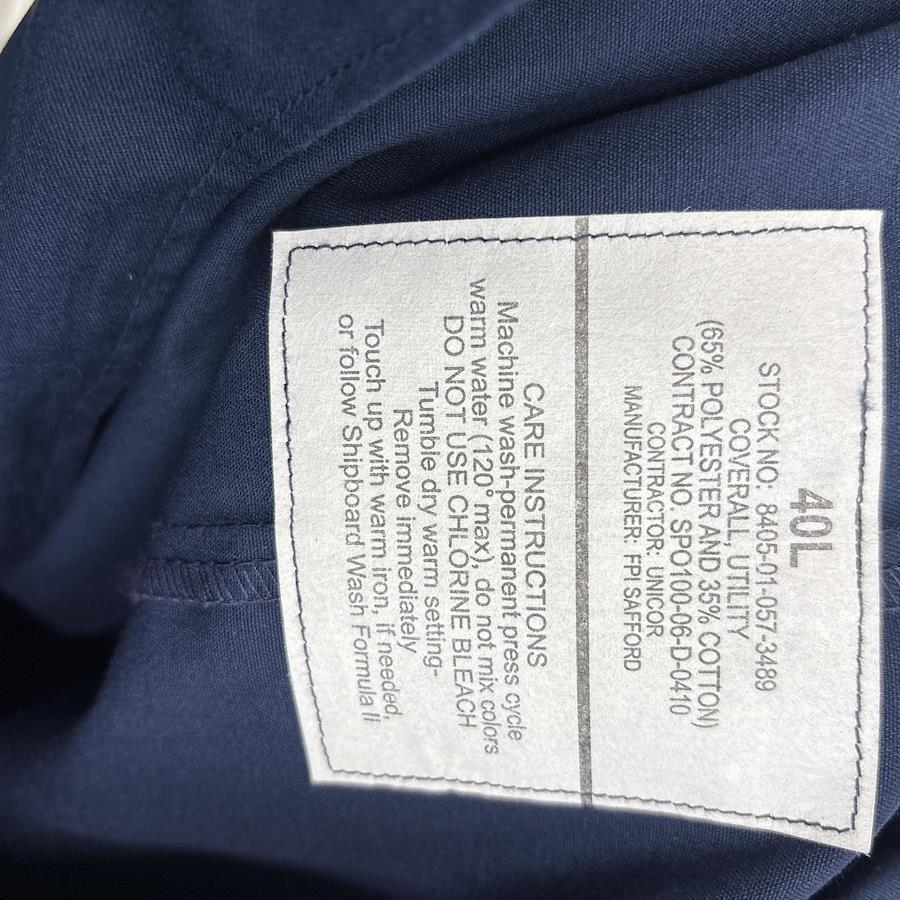 40L
STOCK NO: 8405-01-057-3489
COVERALL, UTILITY
(65% POLYESTER AND 35% COTTON)
CONTRACT NO. SPO100-06-D-0410
CONTRACTOR: UNICOR
MANUFACTURER: FPI SAFFORD
CARE INSTRUCTIONS
Machine wash-permanent press cycle
warm water (120° max), do not mix colors
DO NOT USE CHLORINE BLEACH
Tumble dry warm setting-
Remove immediately
Touch up with warm iron, if needed,
or follow Shipboard Wash Formula II